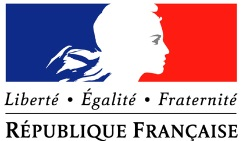 Liberté • Égalité • Fraternité
RÉPUBLIQUE FRANÇAISE